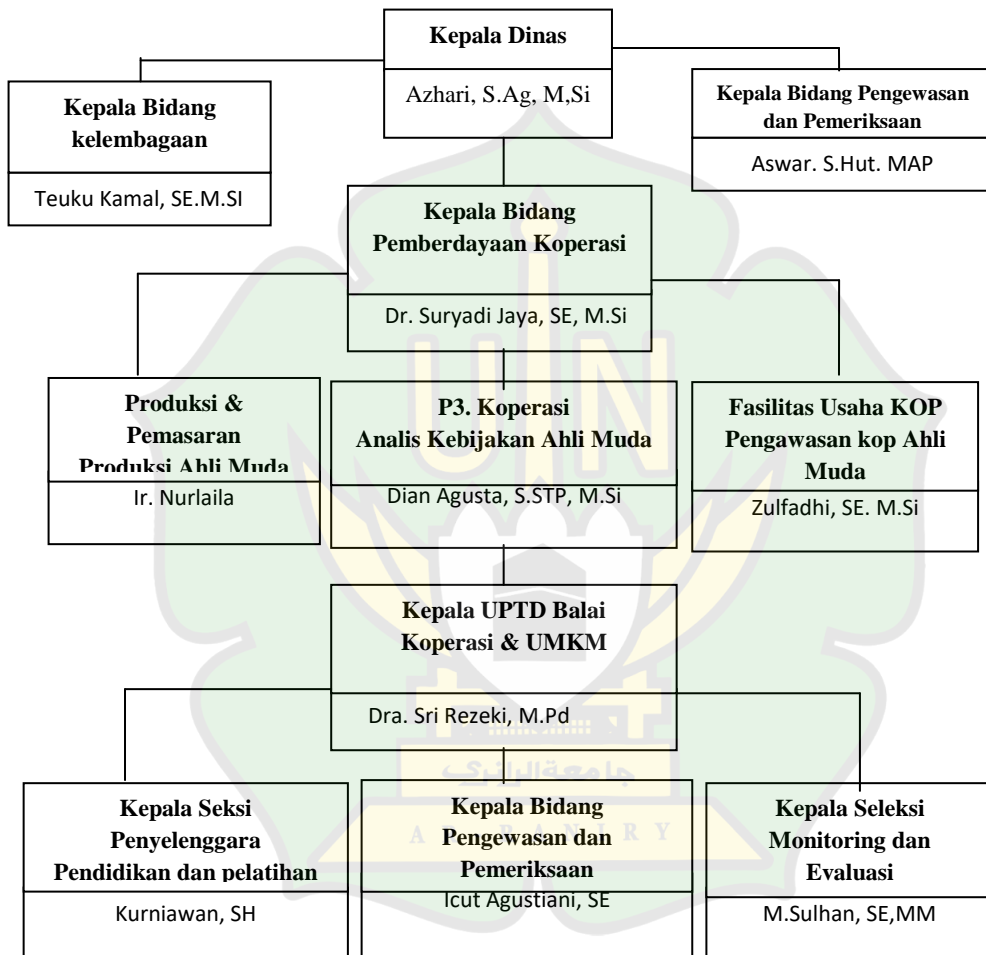 Kepala Dinas
Azhari, S.Ag, M,Si
Kepala Bidang
kelembagaan
Teuku Kamal, SE.M.SI
Kepala Bidang Pengewasan
dan Pemeriksaan
Aswar. S.Hut. MAP
Kepala Bidang
Pemberdayaan Koperasi
Dr. Suryadi Jaya, SE, M.Si
Produksi &
Pemasaran
Produksi Ahli Muda
Ir. Nurlaila
P3. Koperasi
Analis Kebijakan Ahli Muda
Dian Agusta, S.STP, M.Si
Fasilitas Usaha KOP
Pengawasan kop Ahli
Muda
Zulfadhi, SE. M.Si
UIN
Kepala UPTD Balai
Koperasi & UMKM
Dra. Sri Rezeki, M.Pd
جامعةالرانري
Kepala Seksi
Penyelenggara
Pendidikan dan pelatihan
Kurniawan, SH
Kepala Bidang
Pengewasan dan
Pemeriksaan
Icut Agustiani, SE
Kepala Seleksi
Monitoring dan
Evaluasi
M.Sulhan, SE,MM